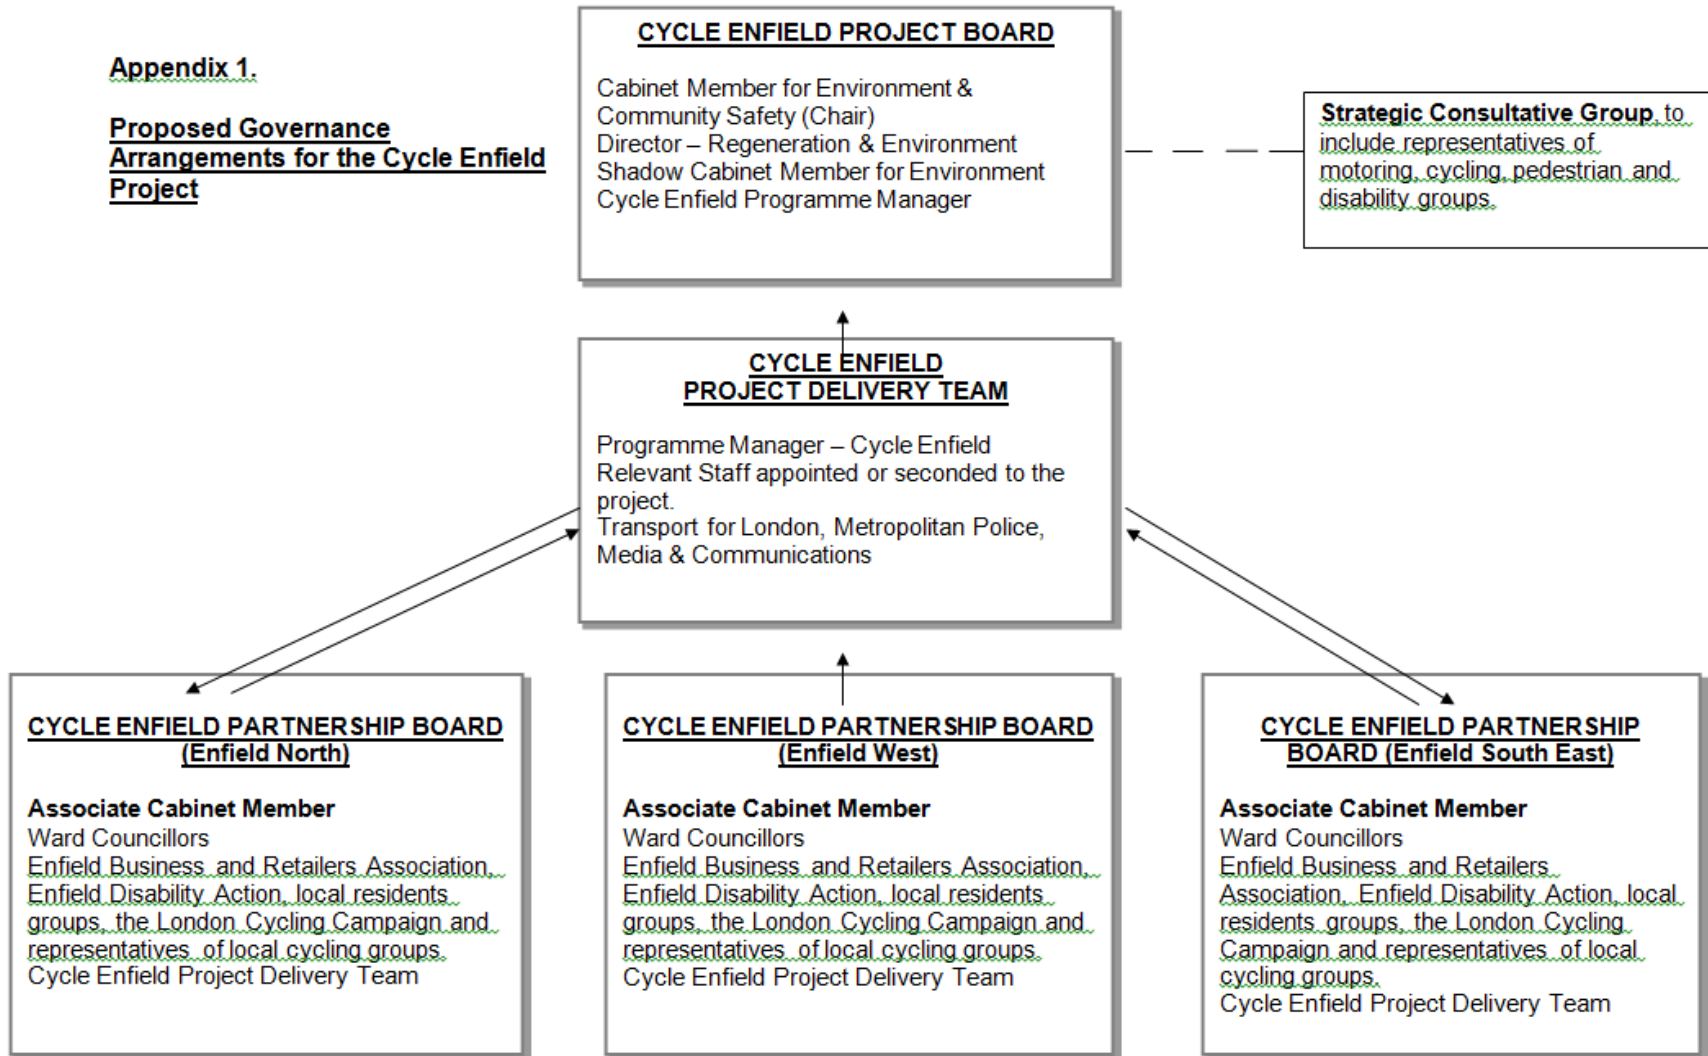 Appendix 1.
Proposed Governance
Arrangements for the Cycle Enfield
Project
CYCLE ENFIELD PROJECT BOARD
Cabinet Member for Environment &
Community Safety (Chair)
Director – Regeneration & Environment
Shadow Cabinet Member for Environment
Cycle Enfield Programme Manager
Strategic Consultative Group, to
include representatives of
motoring, cycling, pedestrian and
disability groups.
CYCLE ENFIELD
PROJECT DELIVERY TEAM
Programme Manager – Cycle Enfield
Relevant Staff appointed or seconded to the
project.
Transport for London, Metropolitan Police,
Media & Communications
CYCLE ENFIELD PARTNERSHIP BOARD
(Enfield North)
Associate Cabinet Member
Ward Councillors
Enfield Business and Retailers Association,
Enfield Disability Action, local residents
groups, the London Cycling Campaign and
representatives of local cycling groups.
Cycle Enfield Project Delivery Team
CYCLE ENFIELD PARTNERSHIP BOARD
(Enfield West)
Associate Cabinet Member
Ward Councillors
Enfield Business and Retailers Association,
Enfield Disability Action, local residents
groups, the London Cycling Campaign and
representatives of local cycling groups.
Cycle Enfield Project Delivery Team
CYCLE ENFIELD PARTNERSHIP
BOARD (Enfield South East)
Associate Cabinet Member
Ward Councillors
Enfield Business and Retailers
Association, Enfield Disability Action, local
residents groups, the London Cycling
Campaign and representatives of local
cycling groups.
Cycle Enfield Project Delivery Team